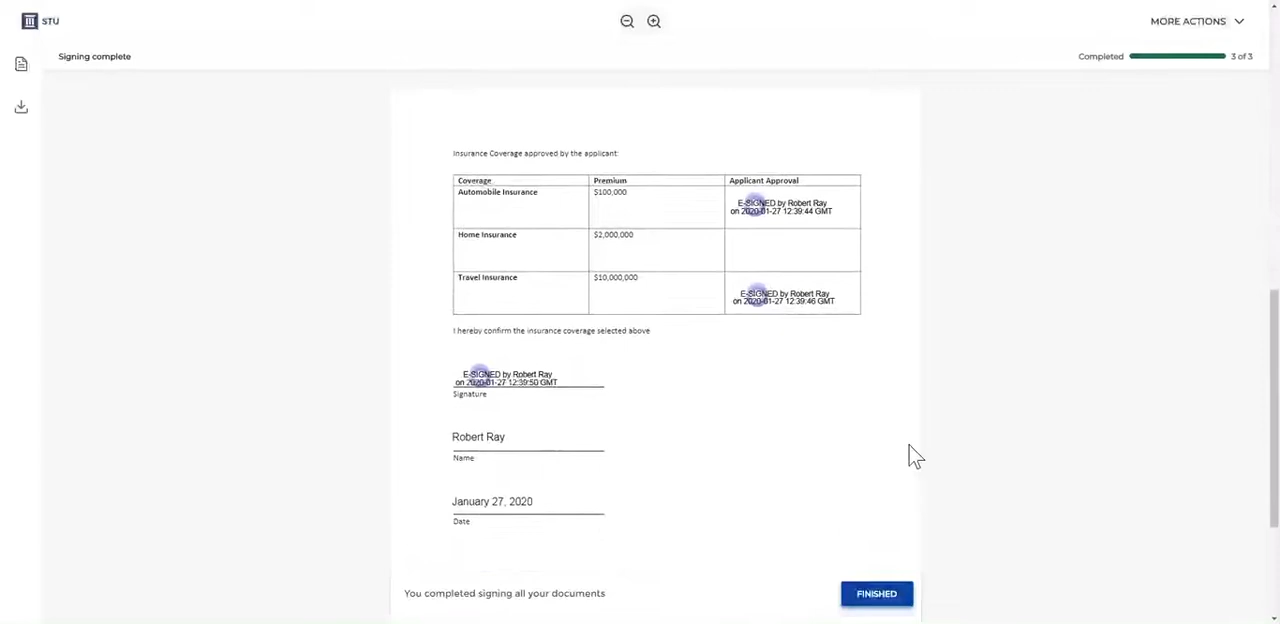 STU
MORE ACTIONS
Signing complete
Completed 3 of 3
Insurance Coverage approved by the applicant:
Coverage Premium Applicant Approval
Automobile Insurance $100,000
E-SIGNED by Robert Ray
on 2020-01-27 12:39:44 GMT
Home Insurance $2,000,000
Travel Insurance $10,000,000
E-SIGNED by Robert Ray
on 2020-01-27 12:39:46 GMT
I hereby confirm the insurance coverage selected above
E-SIGNED by Robert Ray
on 2020-01-27 12:39:50 GMT
Signature
Robert Ray
Name
January 27, 2020
Date
You completed signing all your documents
FINISHED